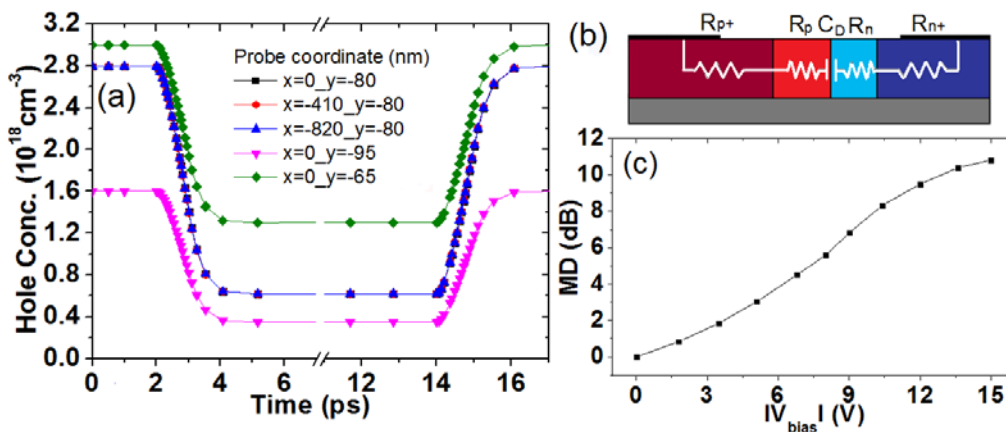 (a)
Hole Conc. (10^18 cm^-3)
3.2
2.8
2.4
2.0
1.6
1.2
0.8
0.4
0.0
Probe coordinate (nm)
x=0_y=-80
x=-410_y=-80
x=-820_y=-80
x=0_y=-95
x=0_y=-65
0 2 4 6 12 14 16
Time (ps)
(b)
Rp+ Rp CD Rn Rn+
(c)
MD (dB)
12
10
8
6
4
2
0
0 3 6 9 12 15
|Vbias| (V)